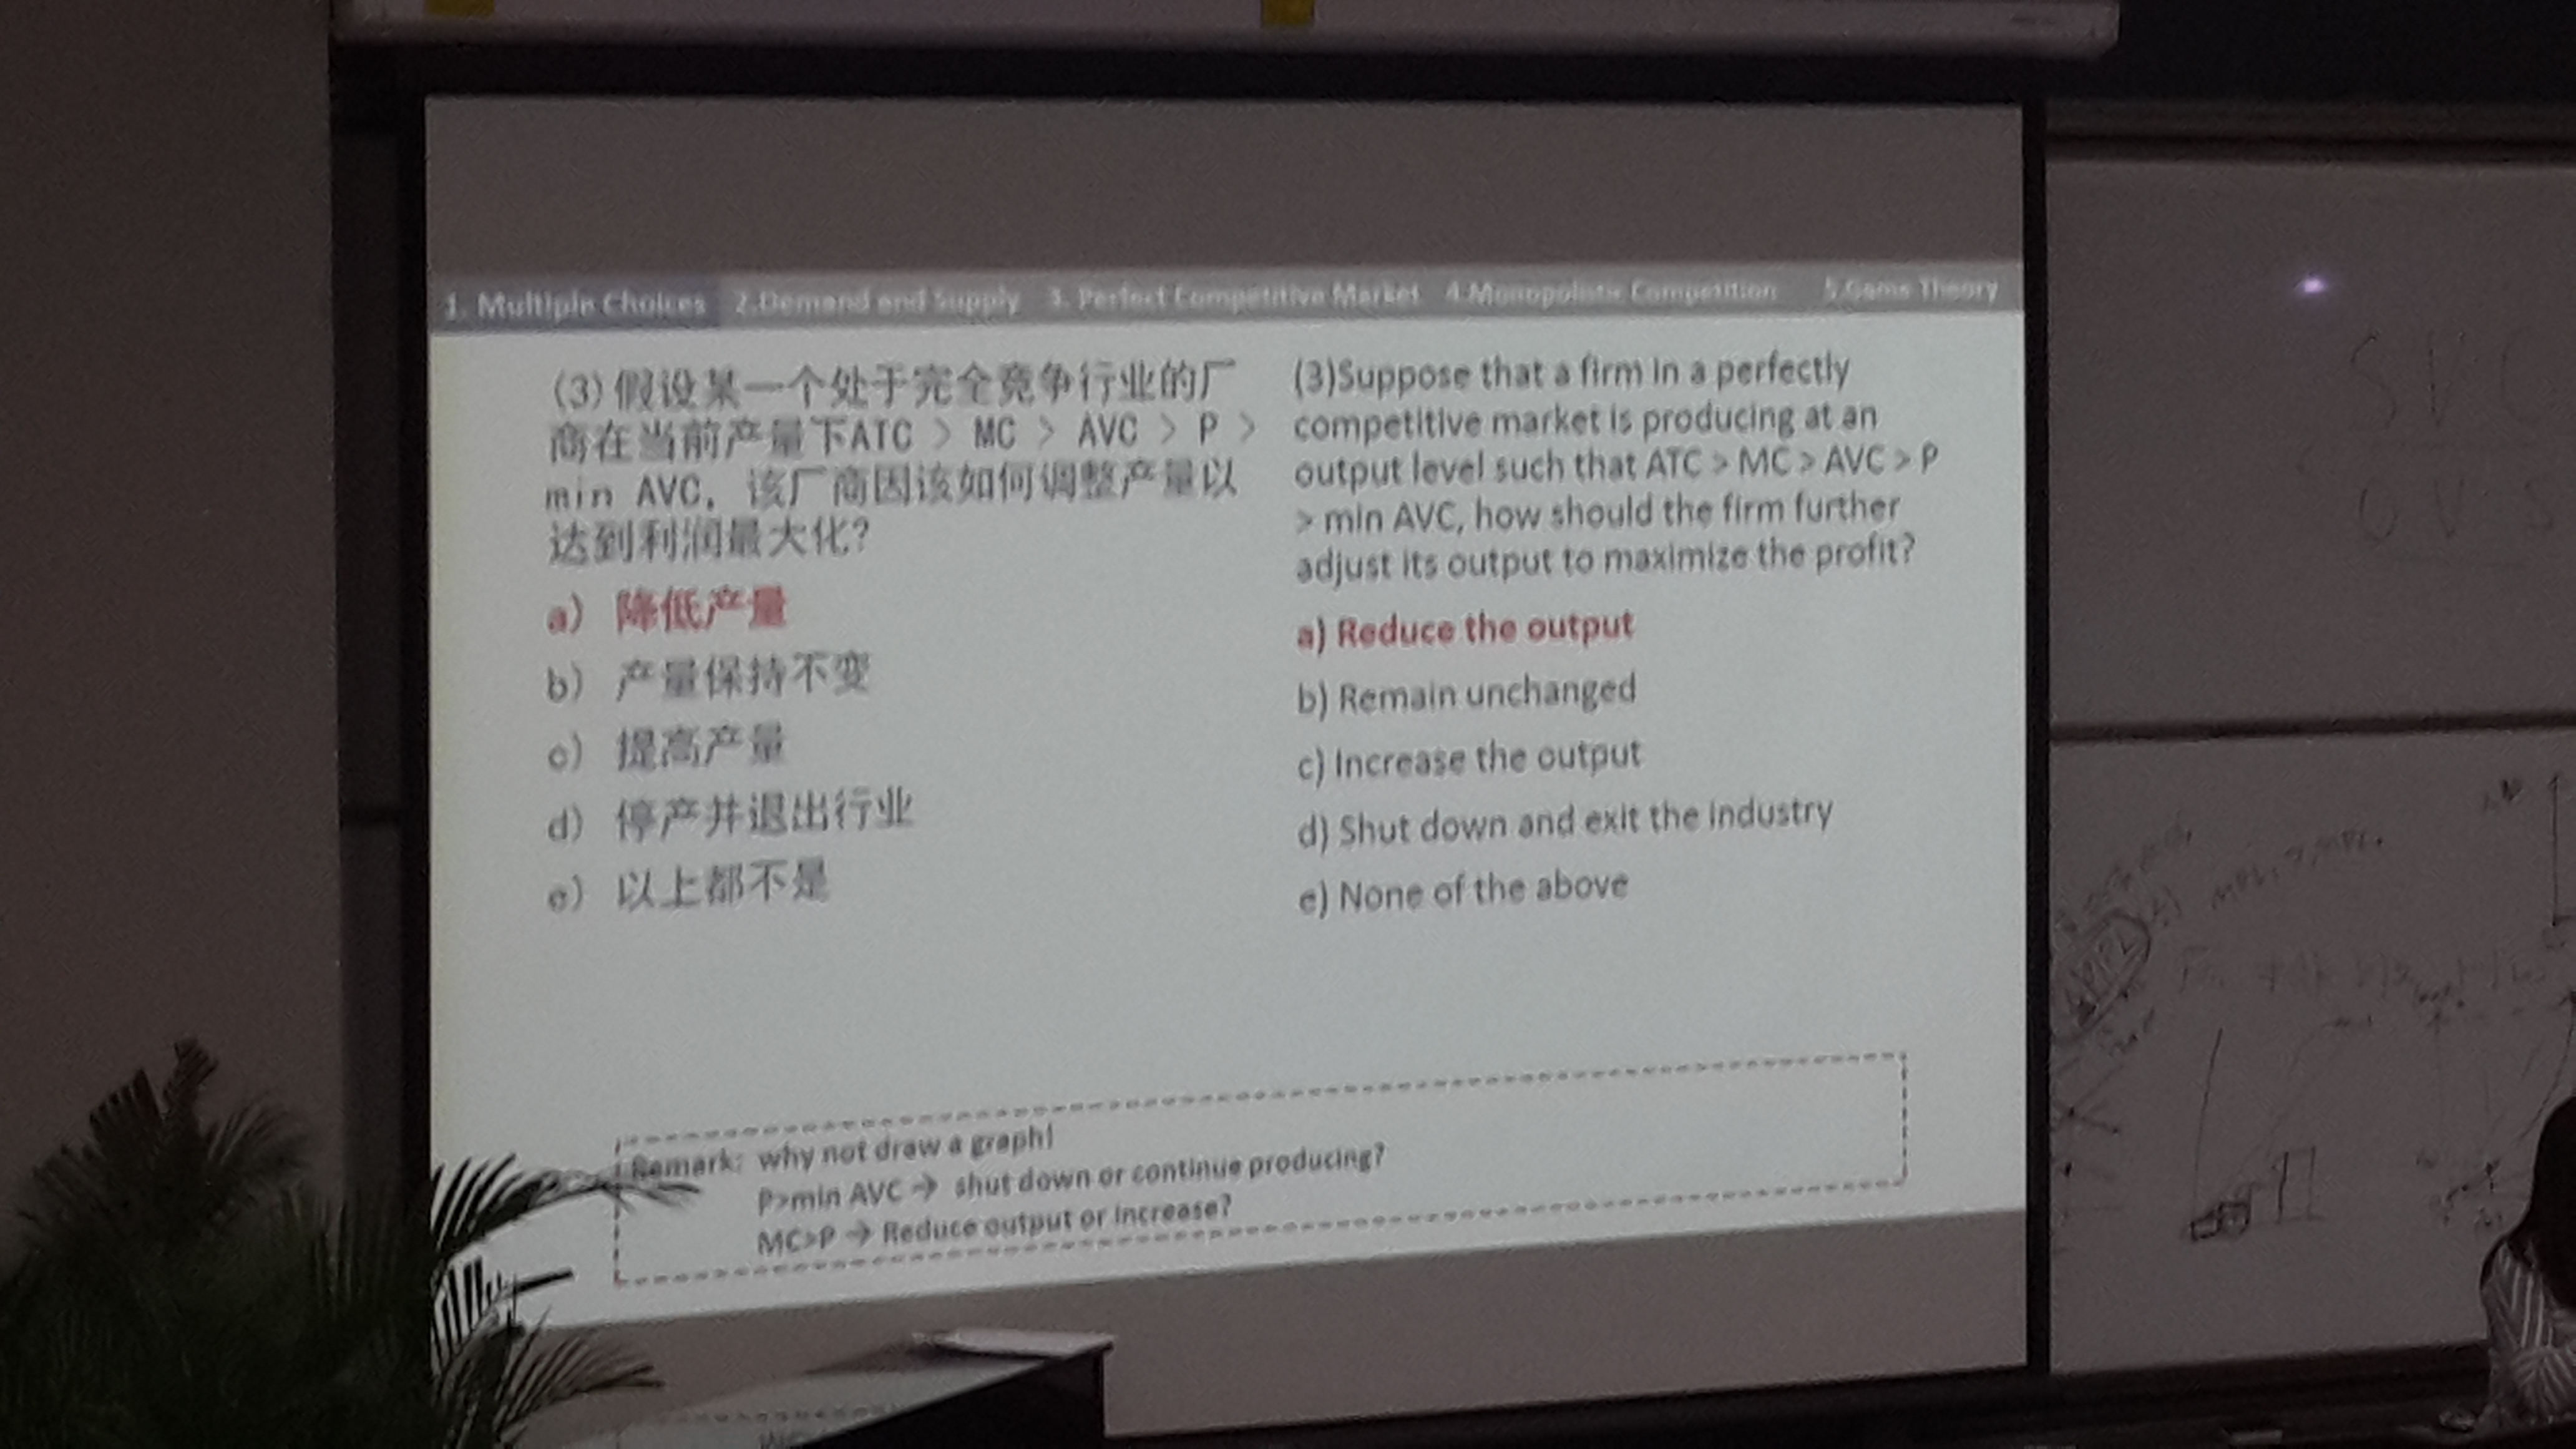 1. Multiple Choices 2.Demand and Supply 3. Perfect Competitive Market 4.Monopolistic Competition 5.Game Theory
(3)假设某一个处于完全竞争行业的厂
商在当前产量下ATC > MC > AVC > P >
min AVC, 该厂商因该如何调整产量以
达到利润最大化?
a) 降低产量
b) 产量保持不变
c) 提高产量
d) 停产并退出行业
e) 以上都不是
(3)Suppose that a firm in a perfectly
competitive market is producing at an
output level such that ATC > MC > AVC > P
> min AVC, how should the firm further
adjust its output to maximize the profit?
a) Reduce the output
b) Remain unchanged
c) Increase the output
d) Shut down and exit the industry
e) None of the above
Remark: why not draw a graph!
P>min AVC → shut down or continue producing?
MC>P → Reduce output or increase?